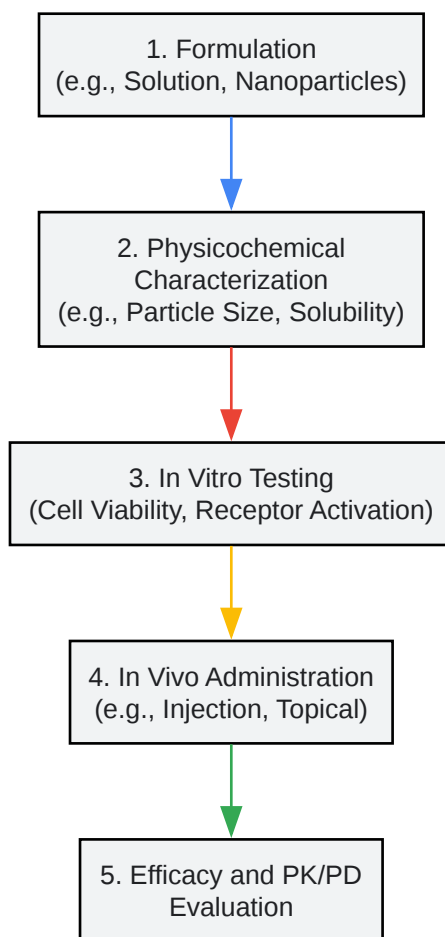 1. Formulation
(e.g., Solution, Nanoparticles)
2. Physicochemical
Characterization
(e.g., Particle Size, Solubility)
3. In Vitro Testing
(Cell Viability, Receptor Activation)
4. In Vivo Administration
(e.g., Injection, Topical)
5. Efficacy and PK/PD
Evaluation